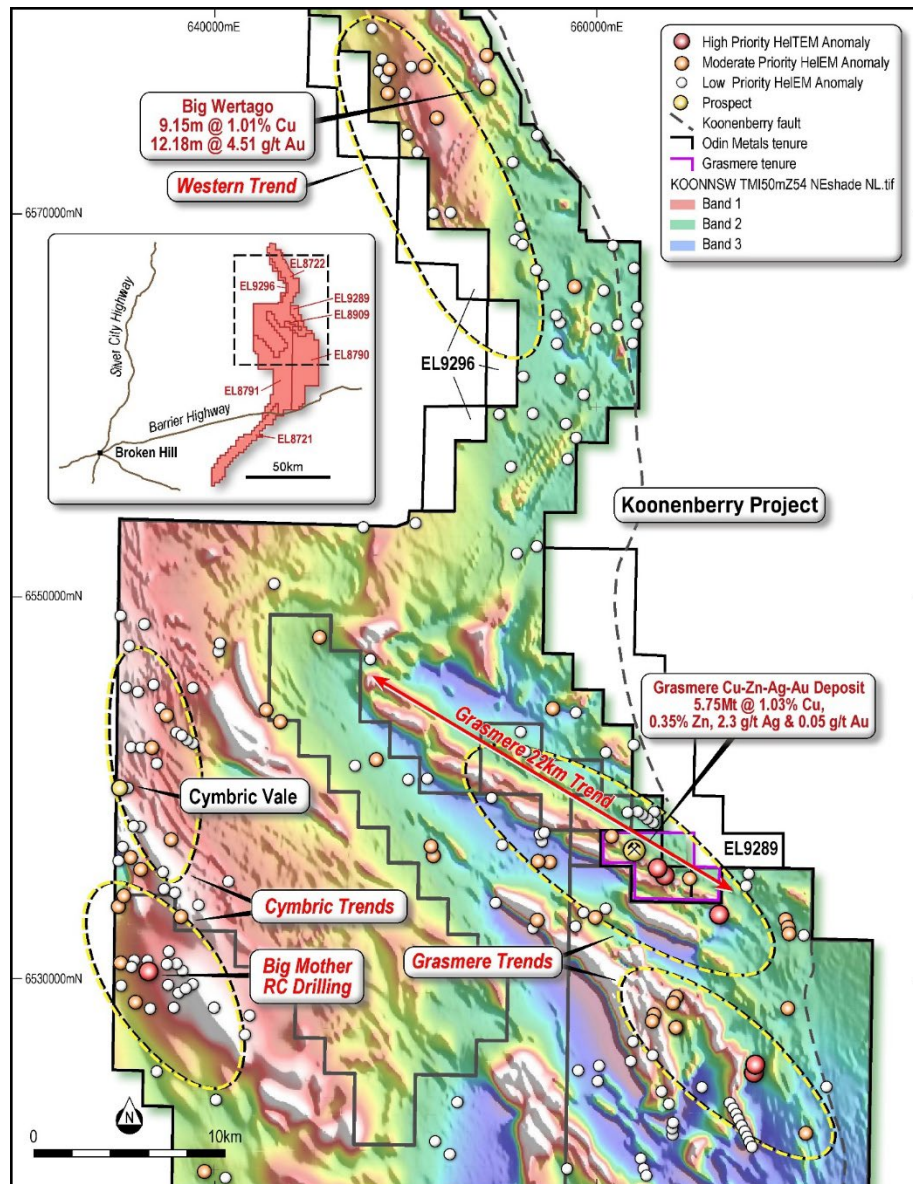 640000mE
660000mE
High Priority HelTEM Anomaly
Moderate Priority HelEM Anomaly
Low Priority HelEM Anomaly
Prospect
Koonenberry fault
Odin Metals tenure
Grasmere tenure
KOONNSW TMI50mZ54 NEshade NL.tif
Band 1
Band 2
Band 3
Big Wertago
9.15m @ 1.01% Cu
12.18m @ 4.51 g/t Au
Western Trend
6570000mN
Silver City Highway
EL8722
EL9296
EL9289
EL8909
EL8790
EL8791
Barrier Highway
EL8721
Broken Hill
50km
EL9296
Koonenberry Project
6550000mN
Grasmere Cu-Zn-Ag-Au Deposit
5.75Mt @ 1.03% Cu,
0.35% Zn, 2.3 g/t Ag & 0.05 g/t Au
Grasmere 22km Trend
Cymbric Vale
EL9289
Cymbric Trends
Grasmere Trends
Big Mother
RC Drilling
6530000mN
N
0
10km